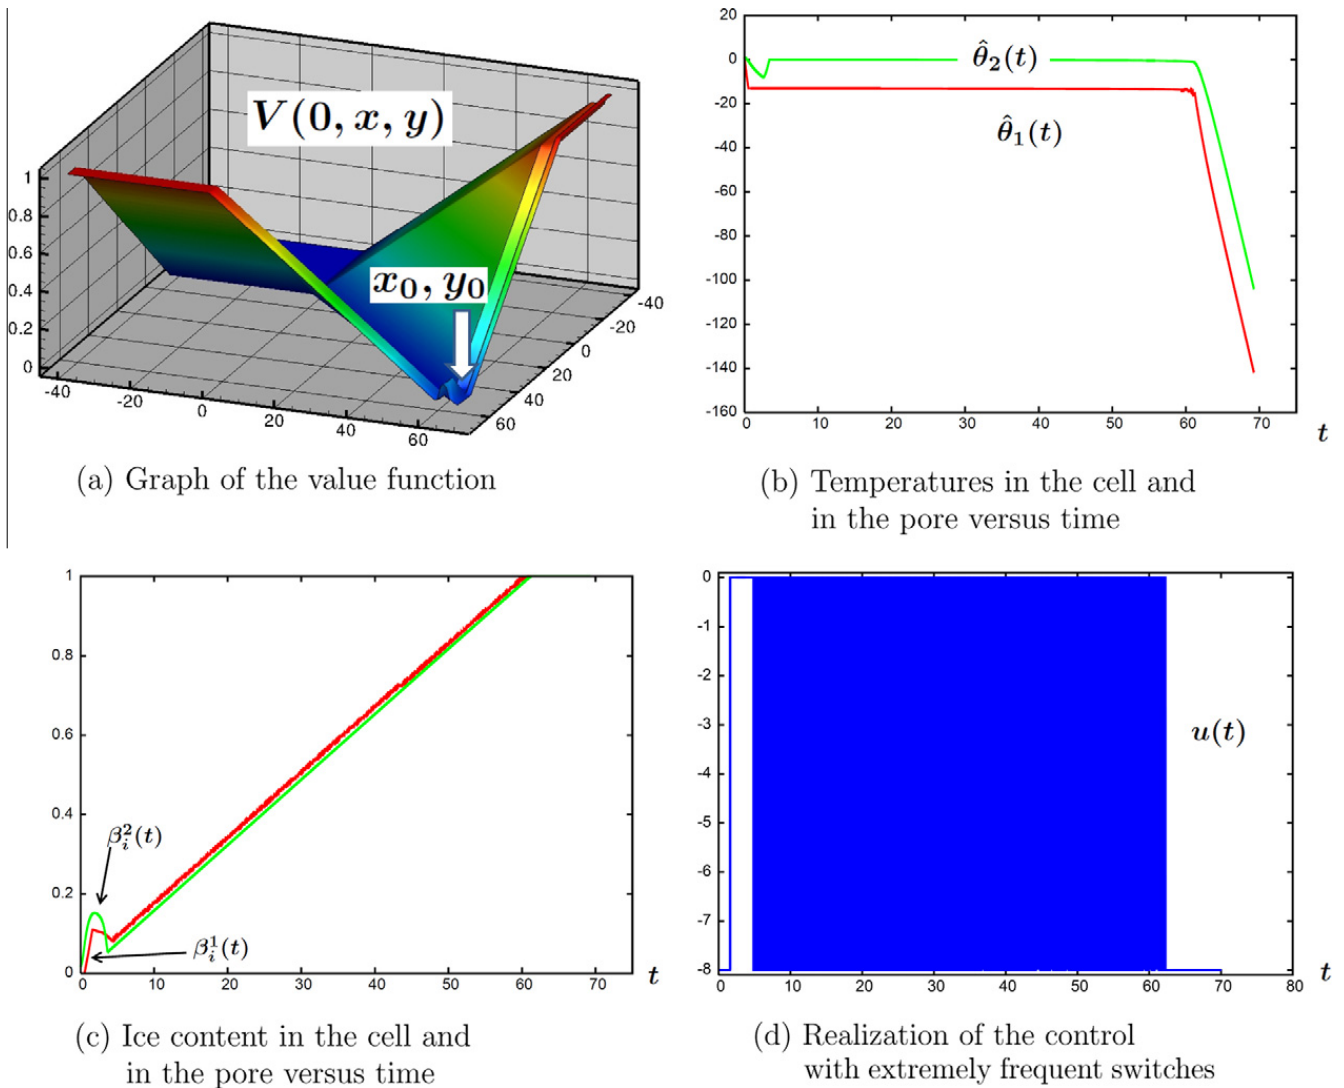 V(0, x, y)
x₀, y₀
1
0.8
0.6
0.4
0.2
0
-40
-20
0
20
40
60
60
40
20
0
-20
-40
(a) Graph of the value function
20
0
-20
-40
-60
-80
-100
-120
-140
-160
θ̂₂(t)
θ̂₁(t)
0 10 20 30 40 50 60 70
t
(b) Temperatures in the cell and
in the pore versus time
1
0.8
0.6
0.4
0.2
0
βᵢ²(t)
βᵢ¹(t)
10 20 30 40 50 60 70
t
(c) Ice content in the cell and
in the pore versus time
0
-1
-2
-3
-4
-5
-6
-7
-8
u(t)
0 10 20 30 40 50 60 70 80
t
(d) Realization of the control
with extremely frequent switches